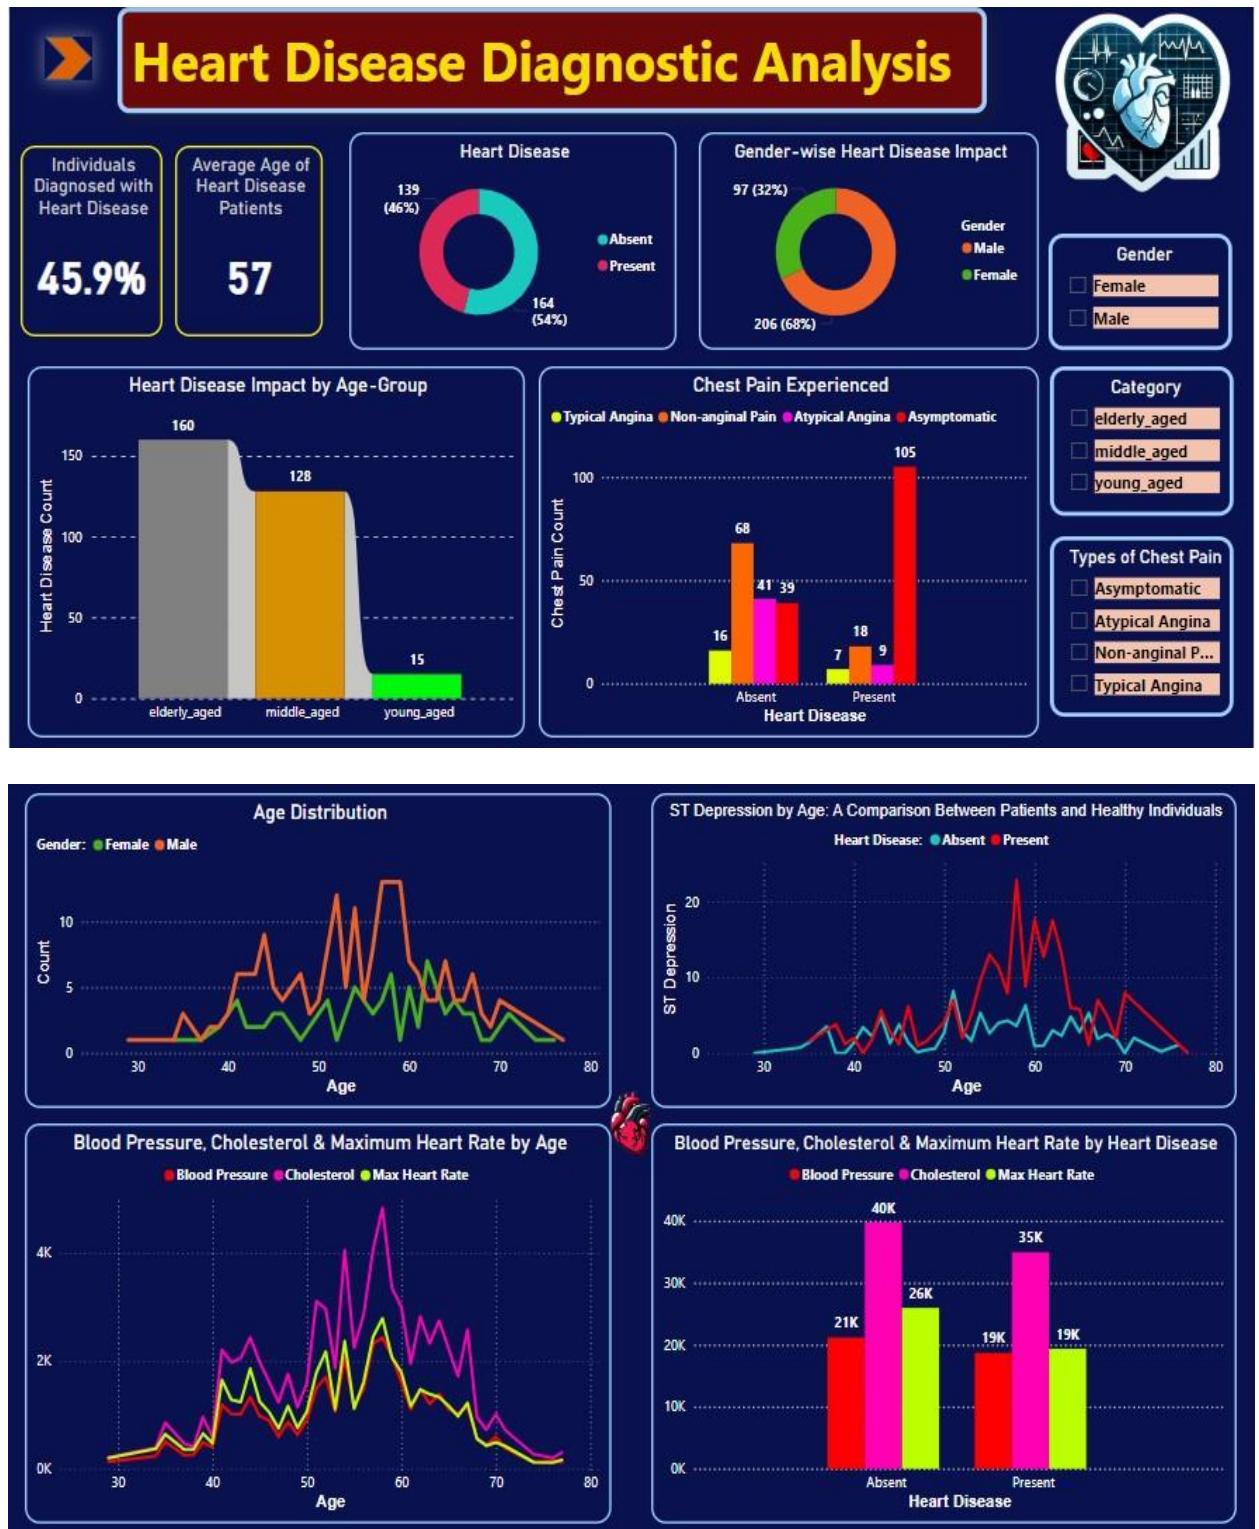 Heart Disease Diagnostic Analysis
Individuals
Diagnosed with
Heart Disease
45.9%
Average Age of
Heart Disease
Patients
57
Heart Disease
139
(46%)
164
(54%)
Absent
Present
Gender-wise Heart Disease Impact
97 (32%)
206 (68%)
Gender
Male
Female
Gender
Female
Male
Heart Disease Impact by Age-Group
Heart Disease Count
150
100
50
0
160
128
15
elderly_aged middle_aged young_aged
Chest Pain Experienced
Typical Angina Non-anginal Pain Atypical Angina Asymptomatic
Chest Pain Count
100
50
0
16
68
41
39
7
18
9
105
Absent Present
Heart Disease
Category
elderly_aged
middle_aged
young_aged
Types of Chest Pain
Asymptomatic
Atypical Angina
Non-anginal P...
Typical Angina
Age Distribution
Gender: Female Male
Count
10
5
0
30 40 50 60 70 80
Age
ST Depression by Age: A Comparison Between Patients and Healthy Individuals
Heart Disease: Absent Present
ST Depression
20
10
0
30 40 50 60 70 80
Age
Blood Pressure, Cholesterol & Maximum Heart Rate by Age
Blood Pressure Cholesterol Max Heart Rate
4K
2K
0K
30 40 50 60 70 80
Age
Blood Pressure, Cholesterol & Maximum Heart Rate by Heart Disease
Blood Pressure Cholesterol Max Heart Rate
40K
30K
20K
10K
0K
21K
40K
26K
19K
35K
19K
Absent Present
Heart Disease